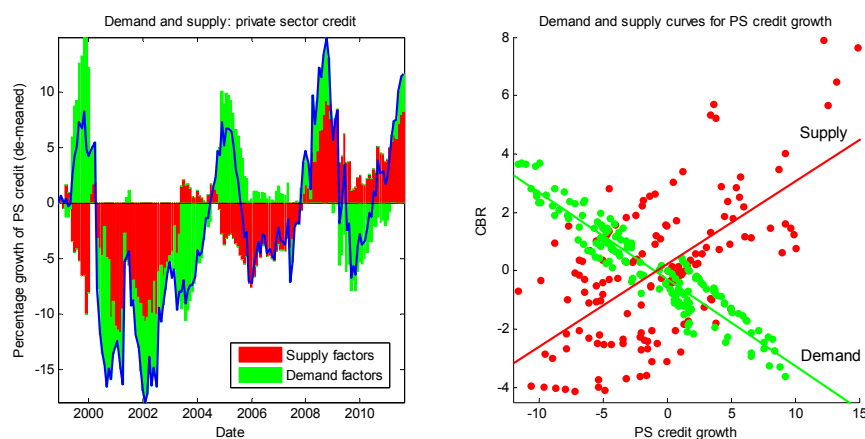 Demand and supply: private sector credit
Percentage growth of PS credit (de-meaned)
10
5
0
-5
-10
-15
2000
2002
2004
2006
2008
2010
Date
Supply factors
Demand factors
Demand and supply curves for PS credit growth
CBR
8
6
4
2
0
-2
-4
-10
-5
0
5
10
15
PS credit growth
Supply
Demand